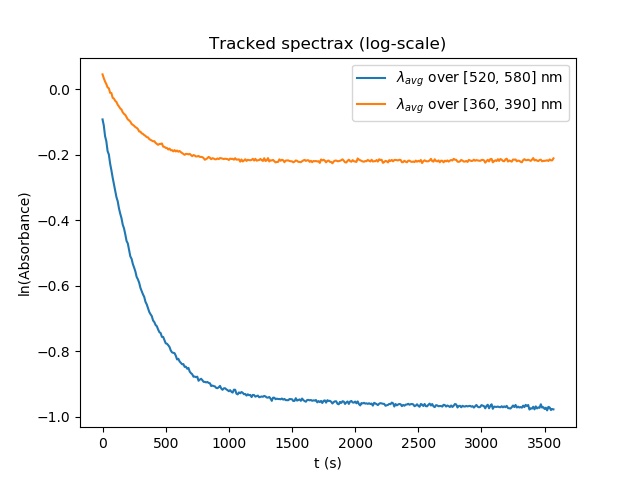 Tracked spectrax (log-scale)
λavg over [520, 580] nm
λavg over [360, 390] nm
ln(Absorbance)
0.0
−0.2
−0.4
−0.6
−0.8
−1.0
0 500 1000 1500 2000 2500 3000 3500
t (s)